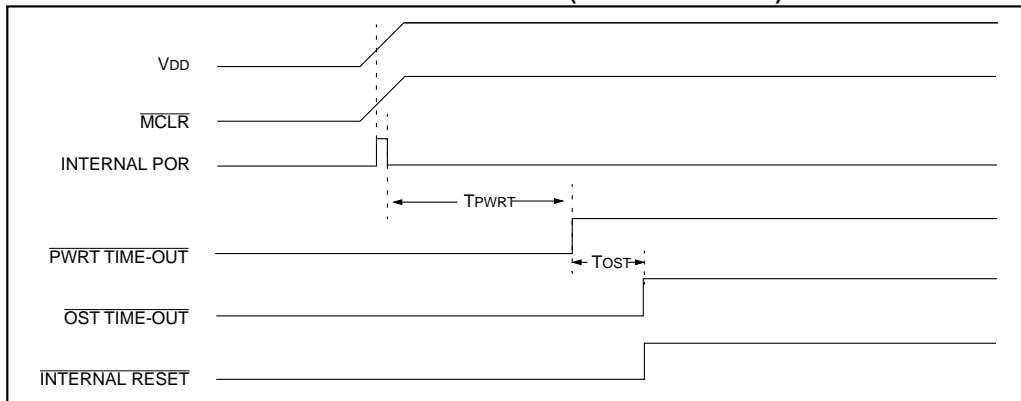 VDD
MCLR
INTERNAL POR
TPWRT
PWRT TIME-OUT
TOST
OST TIME-OUT
INTERNAL RESET